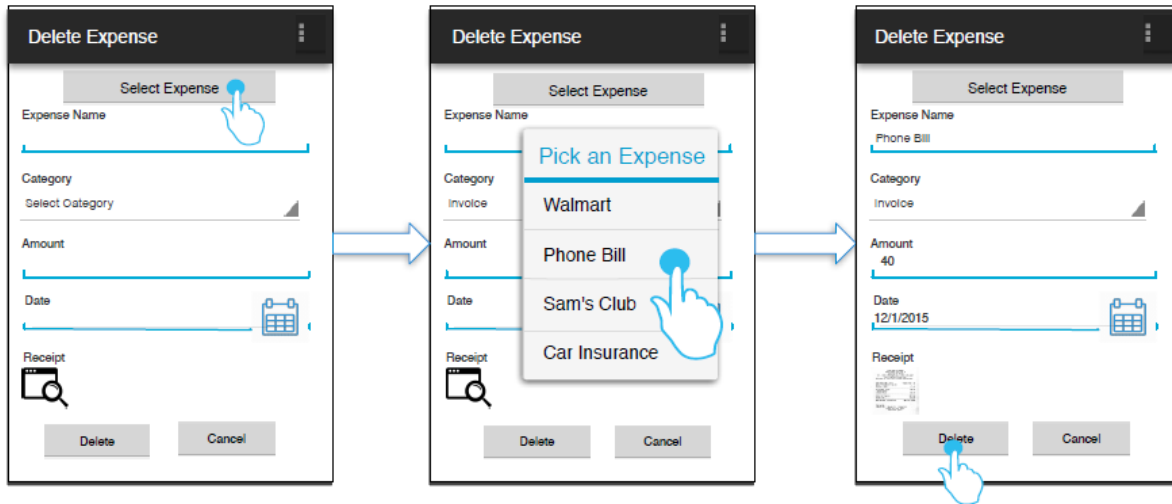 Delete Expense
Select Expense
Expense Name
Category
Select Category
Amount
Date
Receipt
Delete
Cancel
Delete Expense
Select Expense
Expense Name
Pick an Expense
Category
Invoice
Walmart
Phone Bill
Amount
Sam's Club
Date
Car Insurance
Receipt
Delete
Cancel
Delete Expense
Select Expense
Expense Name
Phone Bill
Category
Invoice
Amount
40
Date
12/1/2015
Receipt
Delete
Cancel